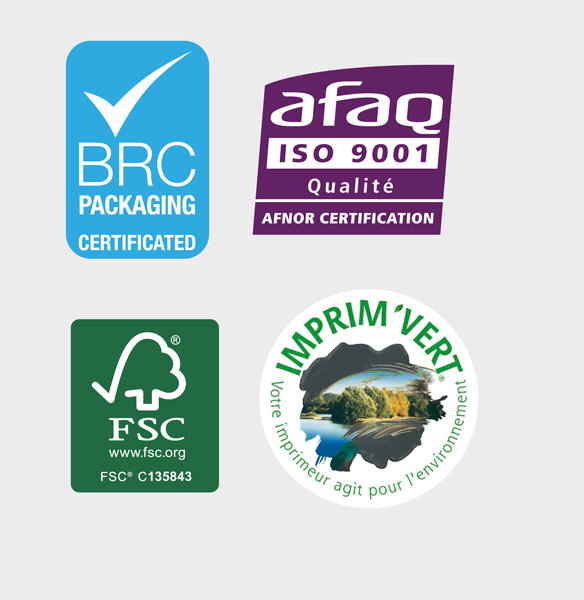 BRC
PACKAGING
CERTIFICATED
afaq
ISO 9001
Qualité
AFNOR CERTIFICATION
®
FSC
www.fsc.org
FSC® C135843
IMPRIM'VERT®
Votre imprimeur agit pour l'environnement